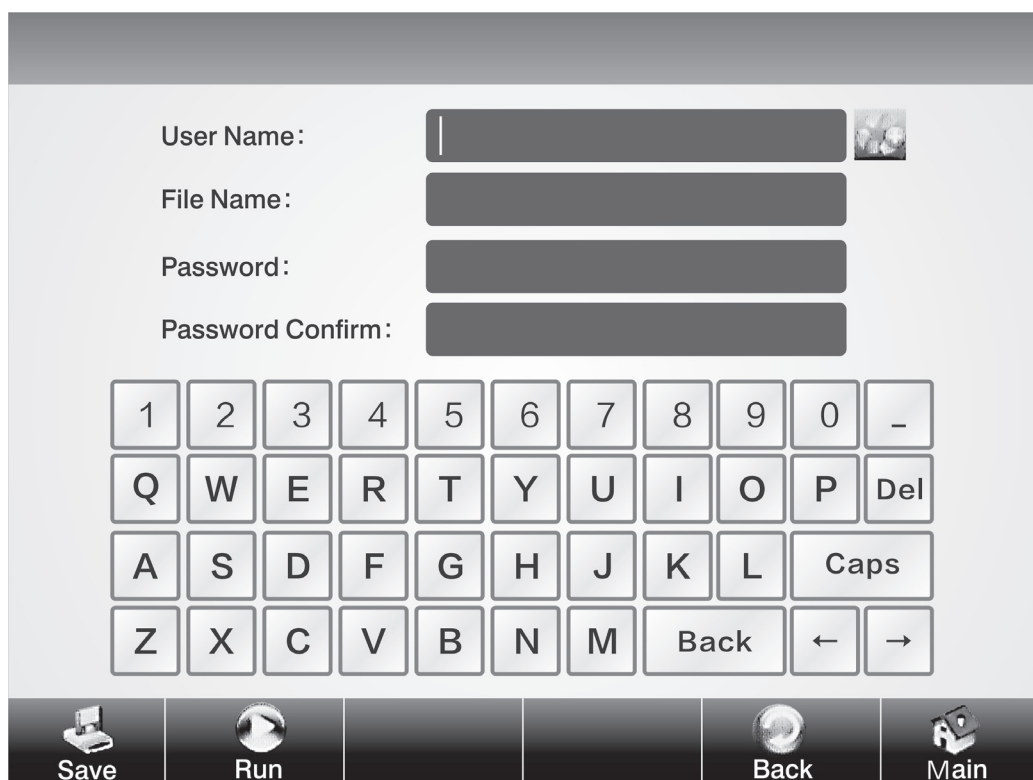 User Name:
File Name:
Password:
Password Confirm:
1 2 3 4 5 6 7 8 9 0 _
Q W E R T Y U I O P Del
A S D F G H J K L Caps
Z X C V B N M Back ← →
Save Run Back Main